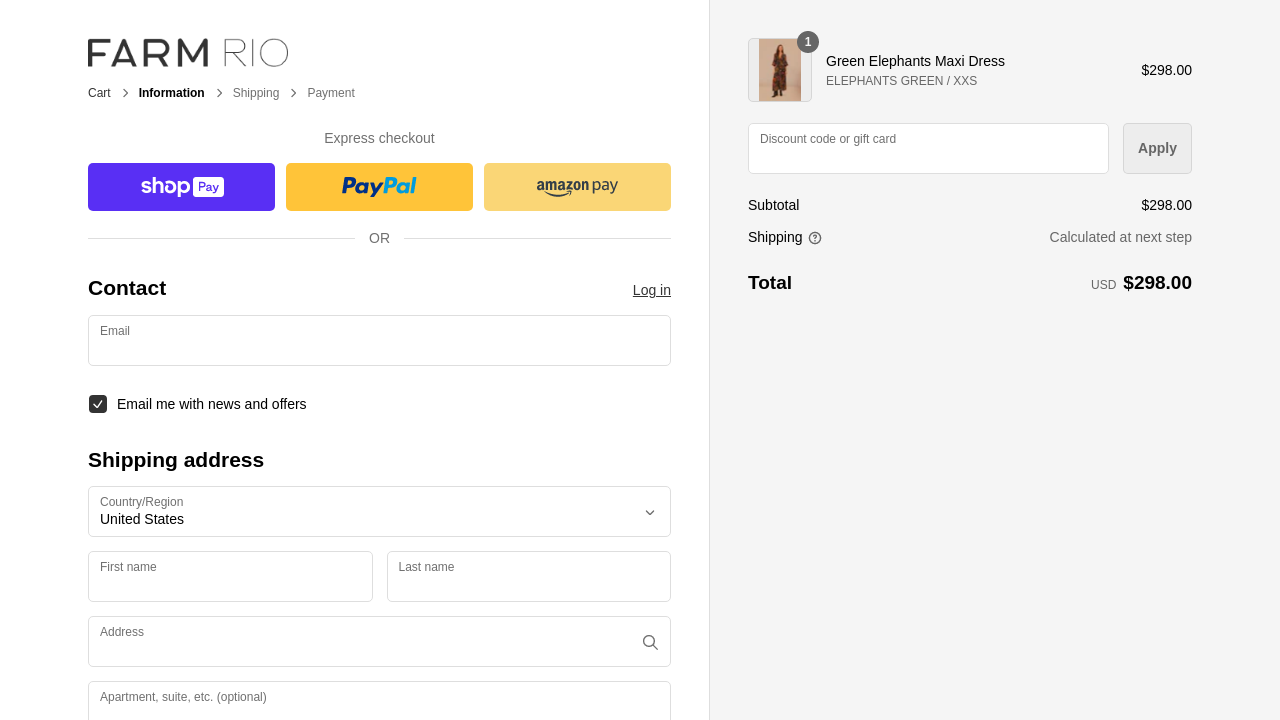 FARM RIO
Cart > Information > Shipping > Payment
Express checkout
shop Pay
PayPal
amazon pay
OR
Contact
Log in
Email
Email me with news and offers
Shipping address
Country/Region
United States
First name
Last name
Address
Apartment, suite, etc. (optional)
1
Green Elephants Maxi Dress
ELEPHANTS GREEN / XXS
$298.00
Discount code or gift card
Apply
Subtotal
$298.00
Shipping
Calculated at next step
Total
USD $298.00